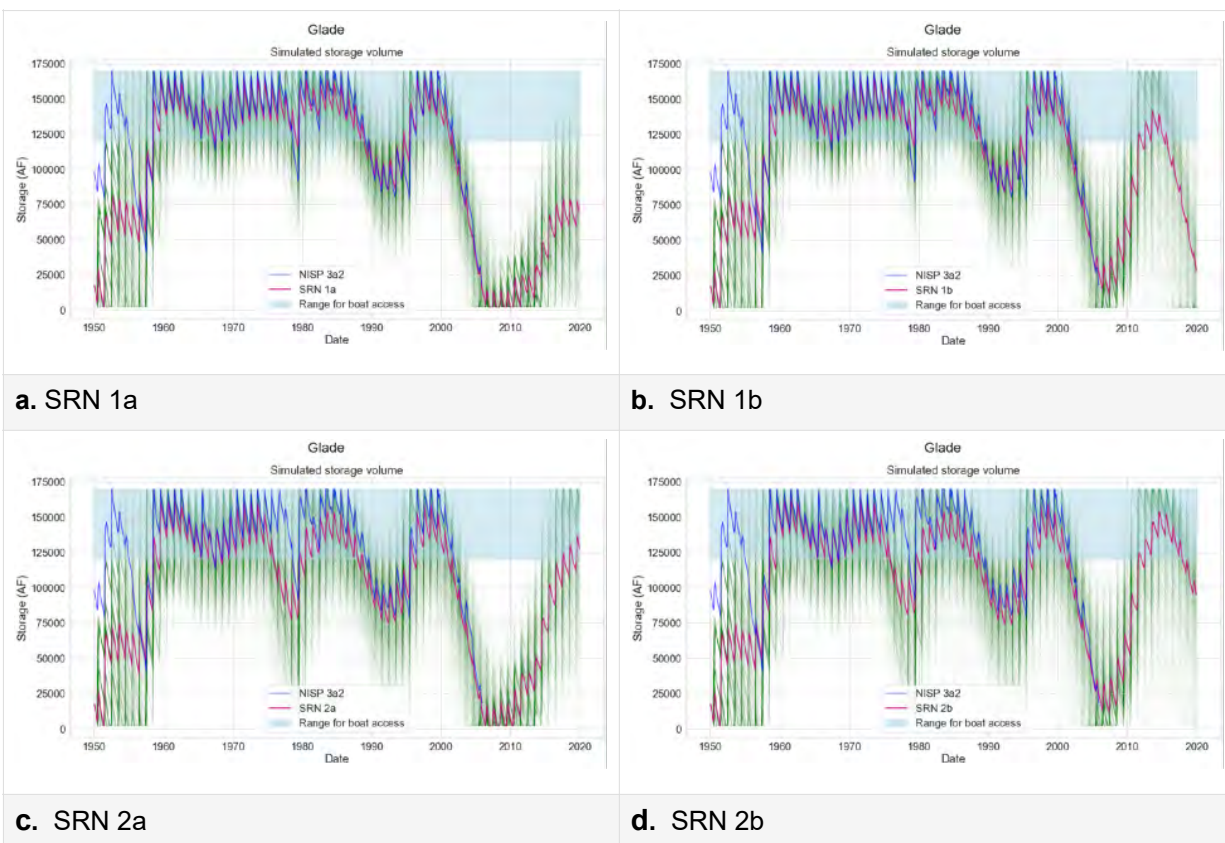 Glade
Simulated storage volume
175000
150000
125000
100000
75000
50000
25000
0
Storage (AF)
NISP 3a2
SRN 1a
Range for boat access
1950 1960 1970 1980 1990 2000 2010 2020
Date
a. SRN 1a
Glade
Simulated storage volume
175000
150000
125000
100000
75000
50000
25000
0
Storage (AF)
NISP 3a2
SRN 1b
Range for boat access
1950 1960 1970 1980 1990 2000 2010 2020
Date
b. SRN 1b
Glade
Simulated storage volume
175000
150000
125000
100000
75000
50000
25000
0
Storage (AF)
NISP 3a2
SRN 2a
Range for boat access
1950 1960 1970 1980 1990 2000 2010 2020
Date
c. SRN 2a
Glade
Simulated storage volume
175000
150000
125000
100000
75000
50000
25000
0
Storage (AF)
NISP 3a2
SRN 2b
Range for boat access
1950 1960 1970 1980 1990 2000 2010 2020
Date
d. SRN 2b